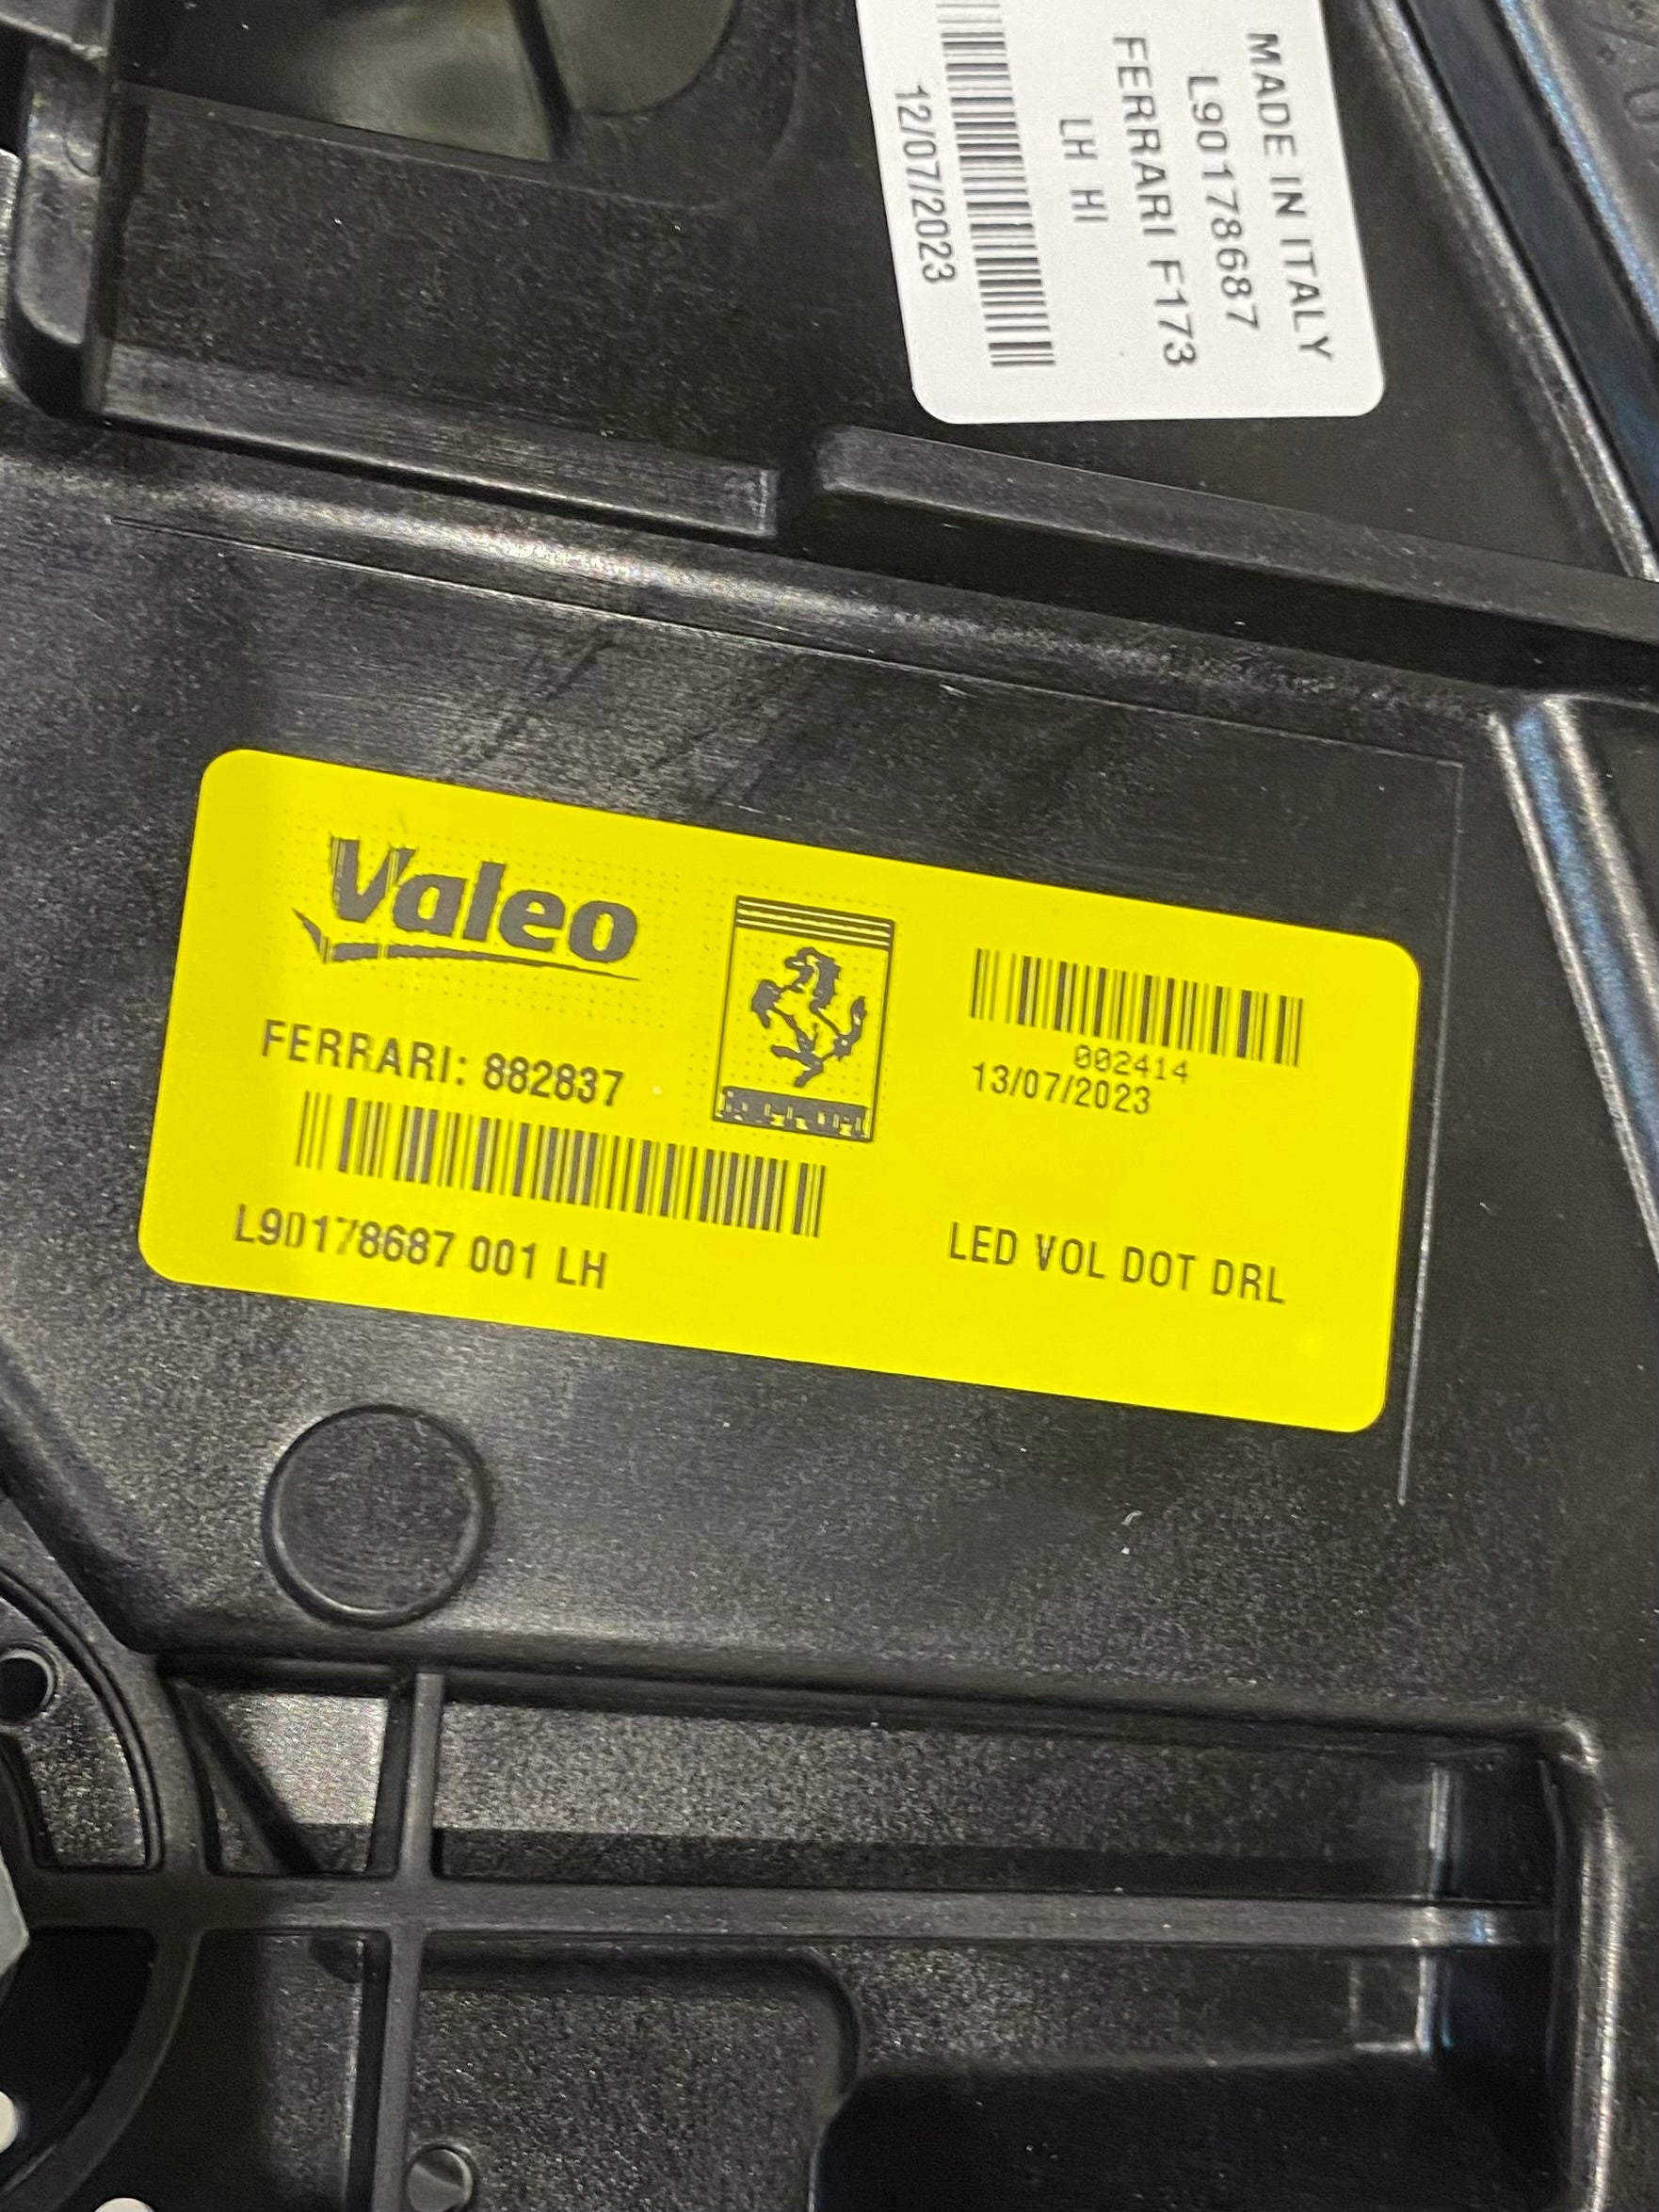 MADE IN ITALY
L90178687
FERRARI F173
LH HI
12/07/2023
Valeo
FERRARI: 882837
L90178687 001 LH
002414
13/07/2023
LED VOL DOT DRL